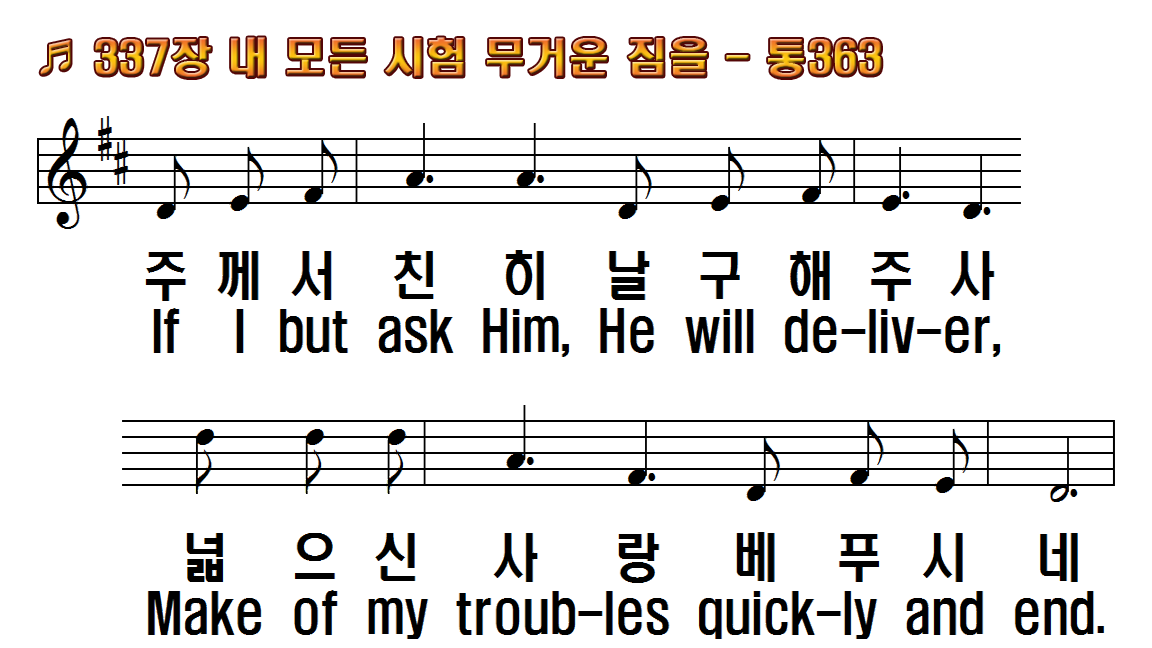 ♬ 337장 내 모든 시험 무거운 짐을 - 통363
주 께 서 친 히 날 구 해 주 사
If I but ask Him, He will de-liv-er,
넓 으 신 사 랑 베 푸 시 네
Make of my troub-les quick-ly and end.